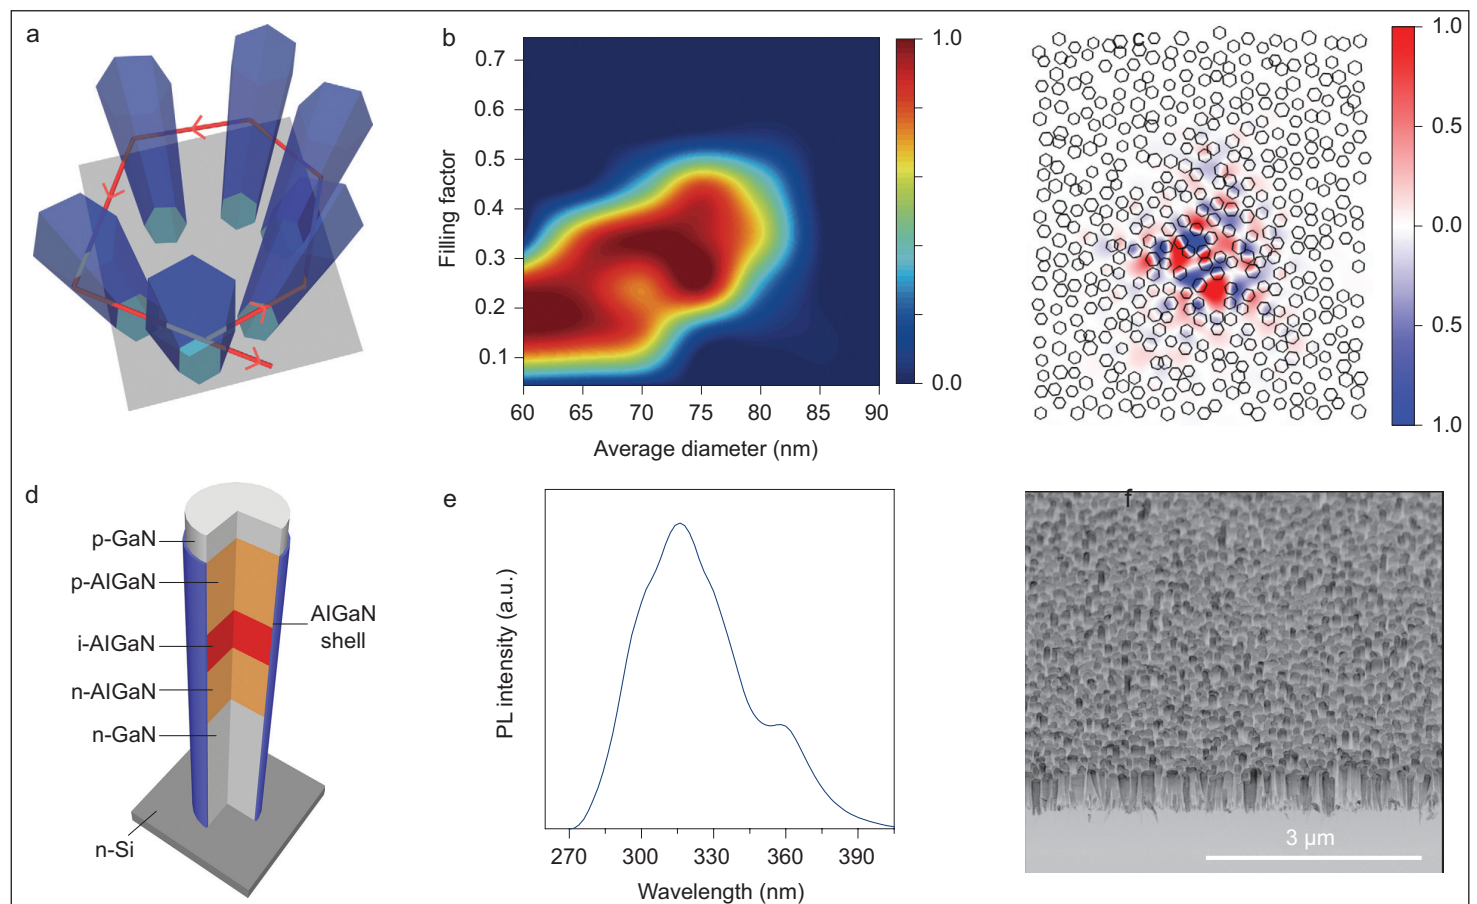 a
b
0.7
0.6
0.5
0.4
0.3
0.2
0.1
Filling factor
60 65 70 75 80 85 90
Average diameter (nm)
1.0
0.0
c
1.0
0.5
0.0
0.5
1.0
d
p-GaN
p-AlGaN
i-AlGaN
n-AlGaN
n-GaN
n-Si
AlGaN
shell
e
PL intensity (a.u.)
270 300 330 360 390
Wavelength (nm)
f
3 µm